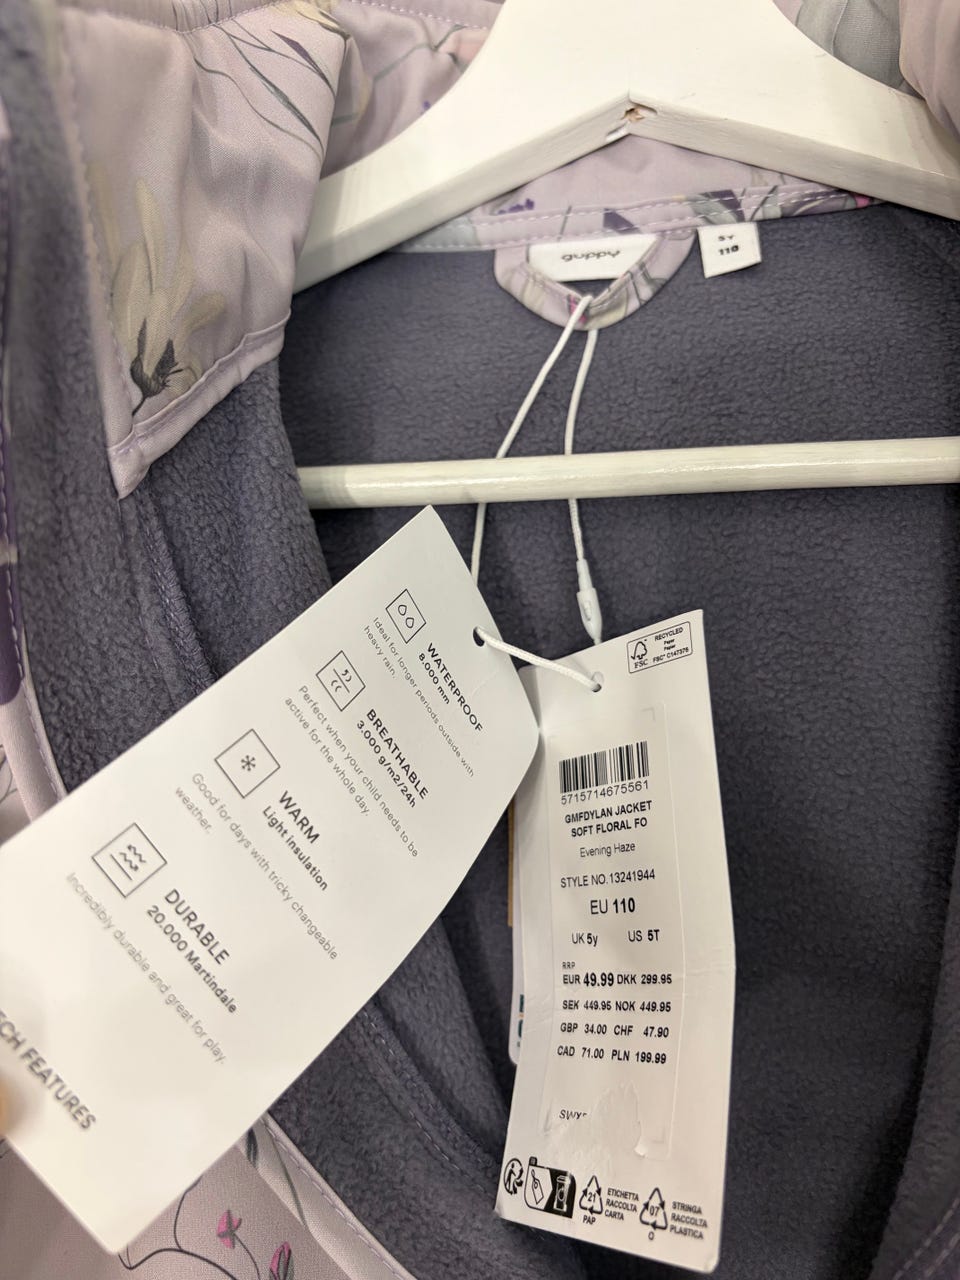 guppy
5Y
110
WATERPROOF
8.000 mm
Ideal for longer periods outside with
heavy rain.
BREATHABLE
3.000 g/m2/24h
Perfect when your child needs to be
active for the whole day.
WARM
Light insulation
Good for days with tricky changeable
weather.
DURABLE
20.000 Martindale
Incredibly durable and great for play.
ECH FEATURES
FSC
RECYCLED
Paper
Papier
FSC® C147376
5715714675561
GMFDYLAN JACKET
SOFT FLORAL FO
Evening Haze
STYLE NO.13241944
EU 110
UK 5y US 5T
RRP
EUR 49.99 DKK 299.95
SEK 449.95 NOK 449.95
GBP 34.00 CHF 47.90
CAD 71.00 PLN 199.99
21
PAP
ETICHETTA
RACCOLTA
CARTA
07
O
STRINGA
RACCOLTA
PLASTICA